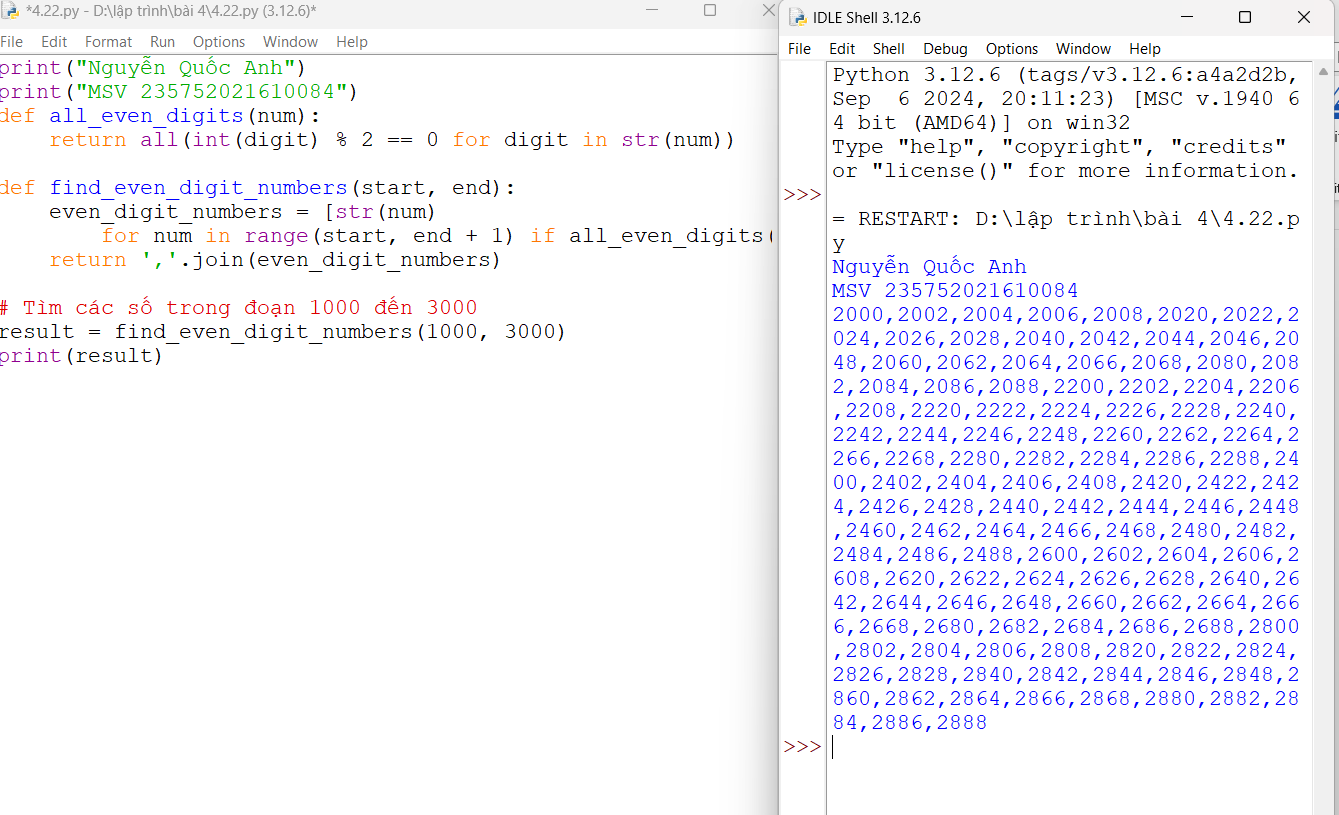 *4.22.py - D:\lập trình\bài 4\4.22.py (3.12.6)*
File Edit Format Run Options Window Help
print("Nguyễn Quốc Anh")
print("MSV 235752021610084")
def all_even_digits(num):
    return all(int(digit) % 2 == 0 for digit in str(num))
def find_even_digit_numbers(start, end):
    even_digit_numbers = [str(num)
        for num in range(start, end + 1) if all_even_digits(
    return ','.join(even_digit_numbers)
# Tìm các số trong đoạn 1000 đến 3000
result = find_even_digit_numbers(1000, 3000)
print(result)
IDLE Shell 3.12.6
File Edit Shell Debug Options Window Help
Python 3.12.6 (tags/v3.12.6:a4a2d2b,
Sep  6 2024, 20:11:23) [MSC v.1940 6
4 bit (AMD64)] on win32
Type "help", "copyright", "credits"
or "license()" for more information.
>>>
= RESTART: D:\lập trình\bài 4\4.22.p
y
Nguyễn Quốc Anh
MSV 235752021610084
2000,2002,2004,2006,2008,2020,2022,2
024,2026,2028,2040,2042,2044,2046,20
48,2060,2062,2064,2066,2068,2080,208
2,2084,2086,2088,2200,2202,2204,2206
,2208,2220,2222,2224,2226,2228,2240,
2242,2244,2246,2248,2260,2262,2264,2
266,2268,2280,2282,2284,2286,2288,24
00,2402,2404,2406,2408,2420,2422,242
4,2426,2428,2440,2442,2444,2446,2448
,2460,2462,2464,2466,2468,2480,2482,
2484,2486,2488,2600,2602,2604,2606,2
608,2620,2622,2624,2626,2628,2640,26
42,2644,2646,2648,2660,2662,2664,266
6,2668,2680,2682,2684,2686,2688,2800
,2802,2804,2806,2808,2820,2822,2824,
2826,2828,2840,2842,2844,2846,2848,2
860,2862,2864,2866,2868,2880,2882,28
84,2886,2888
>>>